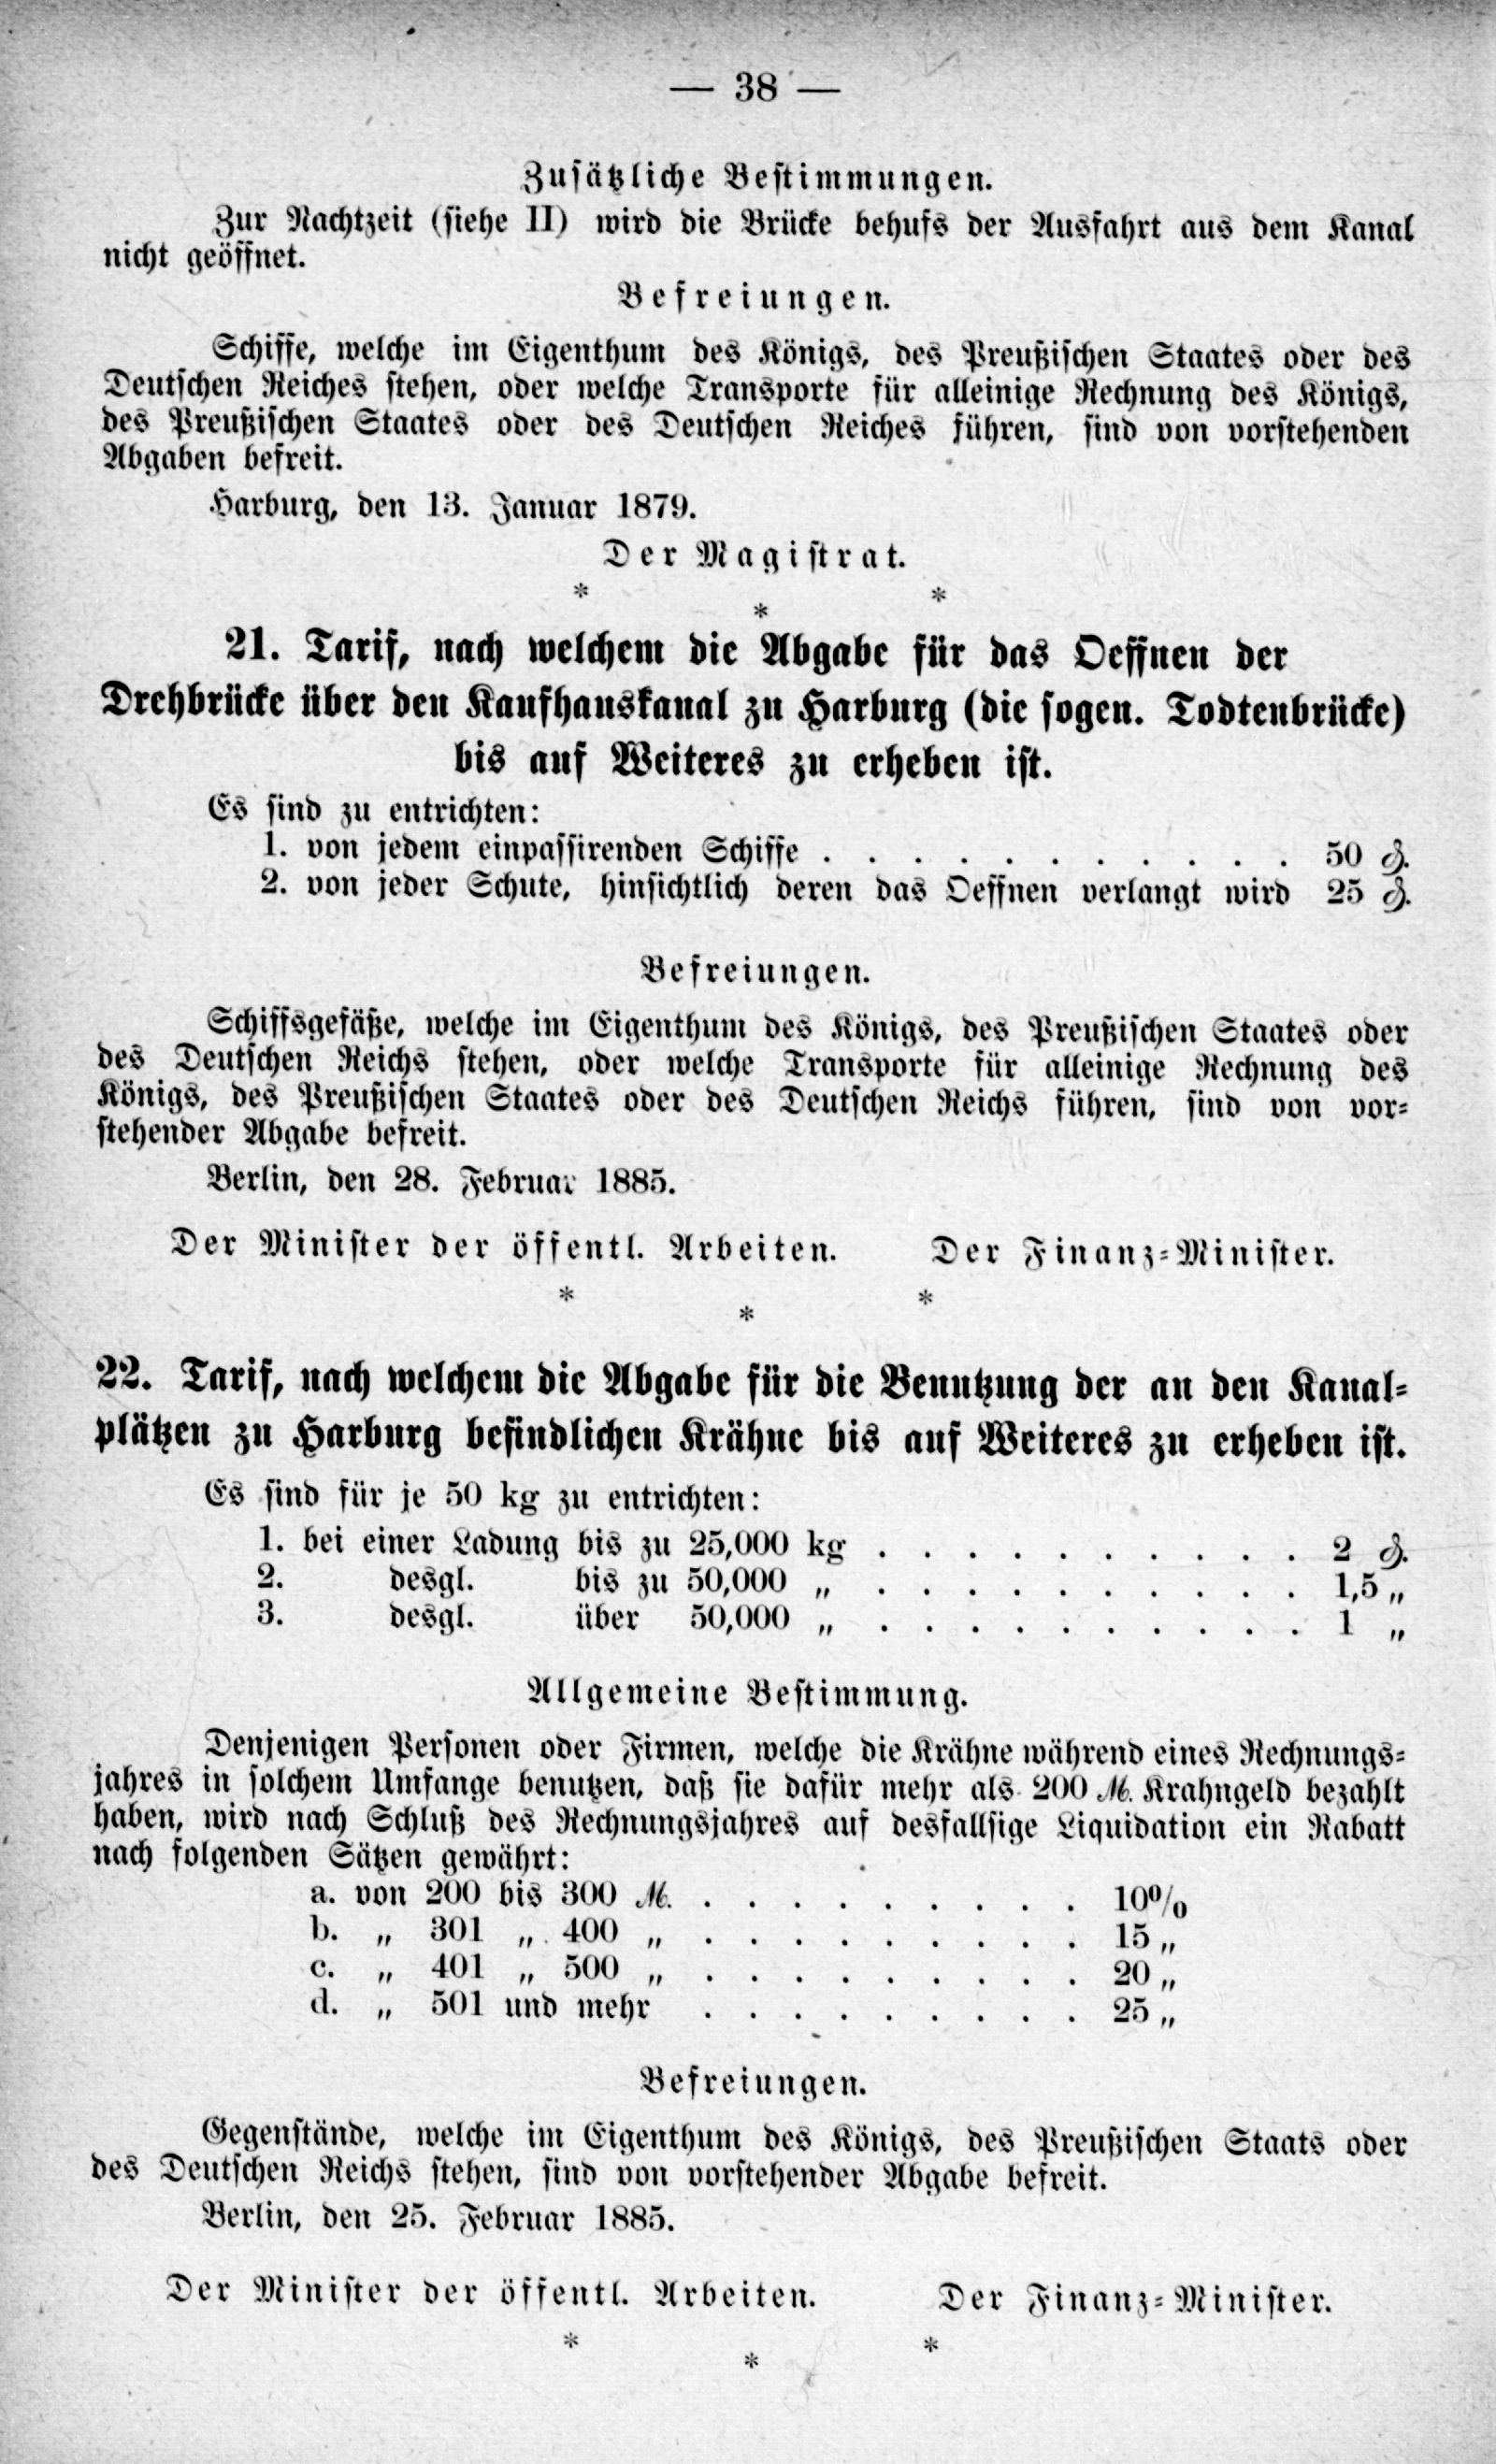 — 38 —
Zusätzliche Bestimmungen.
Zur Nachtzeit (siehe II) wird die Brücke behufs der Ausfahrt aus dem Kanal
nicht geöffnet.
Befreiungen.
Schiffe, welche im Eigenthum des Königs, des Preußischen Staates oder des
Deutschen Reiches stehen, oder welche Transporte für alleinige Rechnung des Königs,
des Preußischen Staates oder des Deutschen Reiches führen, sind von vorstehenden
Abgaben befreit.
Harburg, den 13. Januar 1879.
Der Magistrat.
* * *
21. Tarif, nach welchem die Abgabe für das Oeffnen der
Drehbrücke über den Kaufhauskanal zu Harburg (die sogen. Todtenbrücke)
bis auf Weiteres zu erheben ist.
Es sind zu entrichten:
1. von jedem einpassirenden Schiffe . . . . . . . . . . . 50 ₰.
2. von jeder Schute, hinsichtlich deren das Oeffnen verlangt wird 25 ₰.
Befreiungen.
Schiffsgefäße, welche im Eigenthum des Königs, des Preußischen Staates oder
des Deutschen Reichs stehen, oder welche Transporte für alleinige Rechnung des
Königs, des Preußischen Staates oder des Deutschen Reichs führen, sind von vor-
stehender Abgabe befreit.
Berlin, den 28. Februar 1885.
Der Minister der öffentl. Arbeiten. Der Finanz-Minister.
* * *
22. Tarif, nach welchem die Abgabe für die Benutzung der an den Kanal-
plätzen zu Harburg befindlichen Krähne bis auf Weiteres zu erheben ist.
Es sind für je 50 kg zu entrichten:
1. bei einer Ladung bis zu 25,000 kg . . . . . . . . . . 2 ₰.
2. desgl. bis zu 50,000 „ . . . . . . . . . . 1,5 „
3. desgl. über 50,000 „ . . . . . . . . . . 1 „
Allgemeine Bestimmung.
Denjenigen Personen oder Firmen, welche die Krähne während eines Rechnungs-
jahres in solchem Umfange benutzen, daß sie dafür mehr als 200 ℳ. Krahngeld bezahlt
haben, wird nach Schluß des Rechnungsjahres auf desfallsige Liquidation ein Rabatt
nach folgenden Sätzen gewährt:
a. von 200 bis 300 ℳ. . . . . . . . . . 10%
b. „ 301 „ 400 „ . . . . . . . . . 15 „
c. „ 401 „ 500 „ . . . . . . . . . 20 „
d. „ 501 und mehr . . . . . . . . . 25 „
Befreiungen.
Gegenstände, welche im Eigenthum des Königs, des Preußischen Staats oder
des Deutschen Reichs stehen, sind von vorstehender Abgabe befreit.
Berlin, den 25. Februar 1885.
Der Minister der öffentl. Arbeiten. Der Finanz-Minister.
* * *